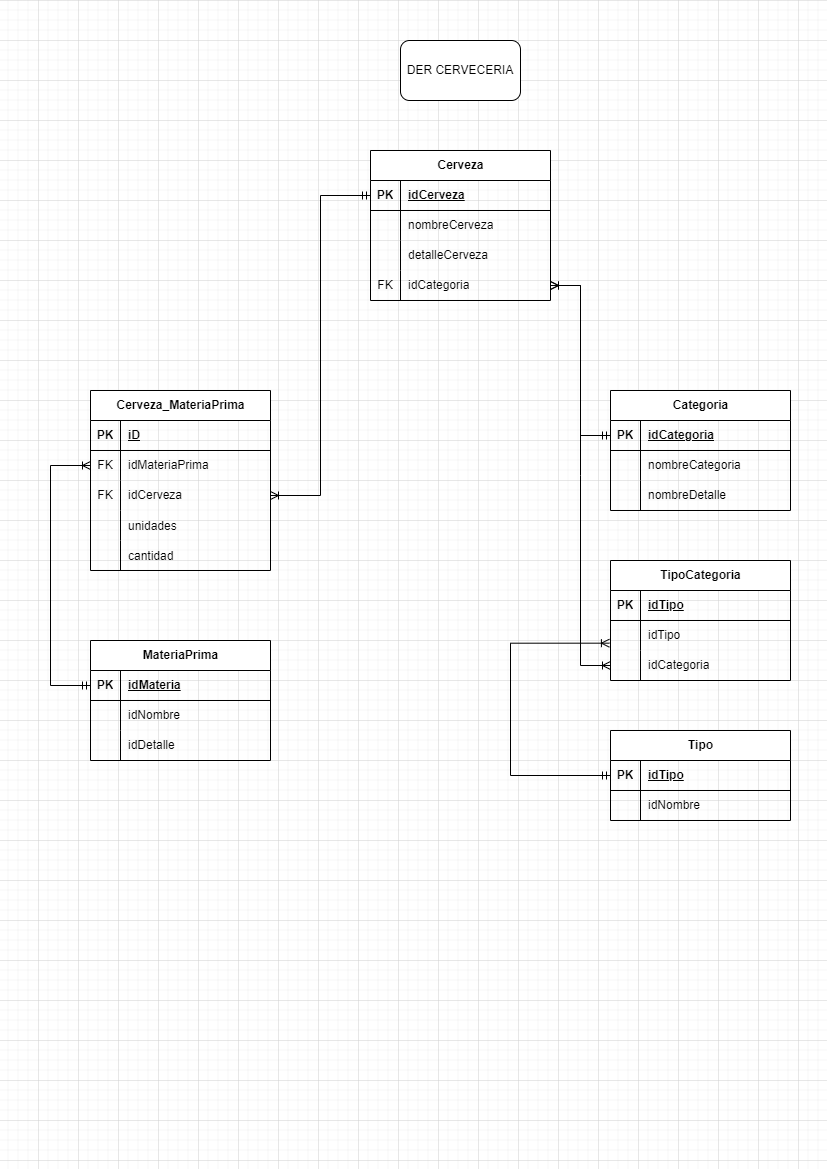 DER CERVECERIA
Cerveza
PK idCerveza
nombreCerveza
detalleCerveza
FK idCategoria
Cerveza_MateriaPrima
PK iD
FK idMateriaPrima
FK idCerveza
unidades
cantidad
Categoria
PK idCategoria
nombreCategoria
nombreDetalle
TipoCategoria
PK idTipo
idTipo
idCategoria
MateriaPrima
PK idMateria
idNombre
idDetalle
Tipo
PK idTipo
idNombre